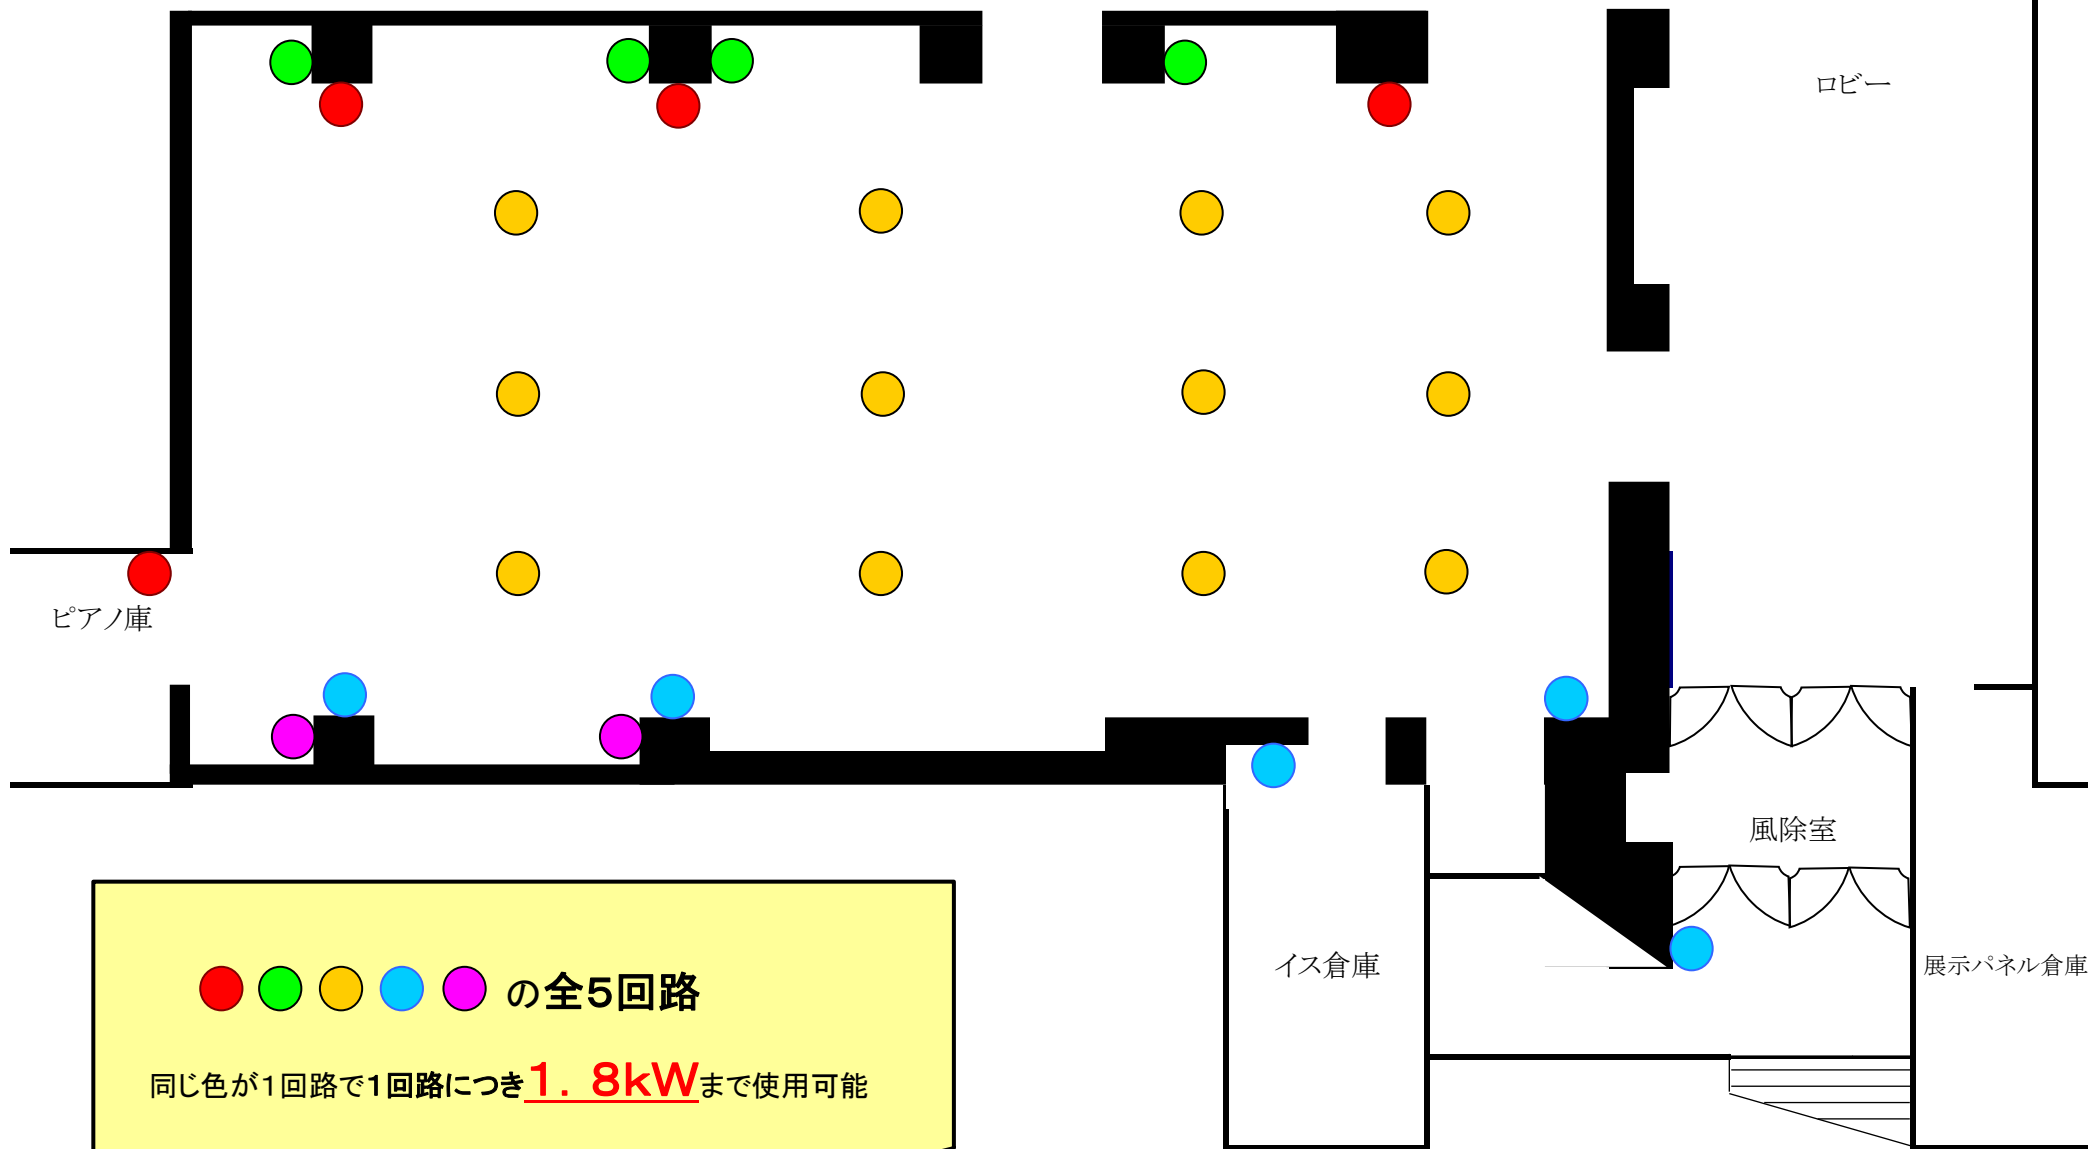 ロビー
ピアノ庫
風除室
イス倉庫
展示パネル倉庫
の全5回路
同じ色が1回路で1回路につき1.8kWまで使用可能